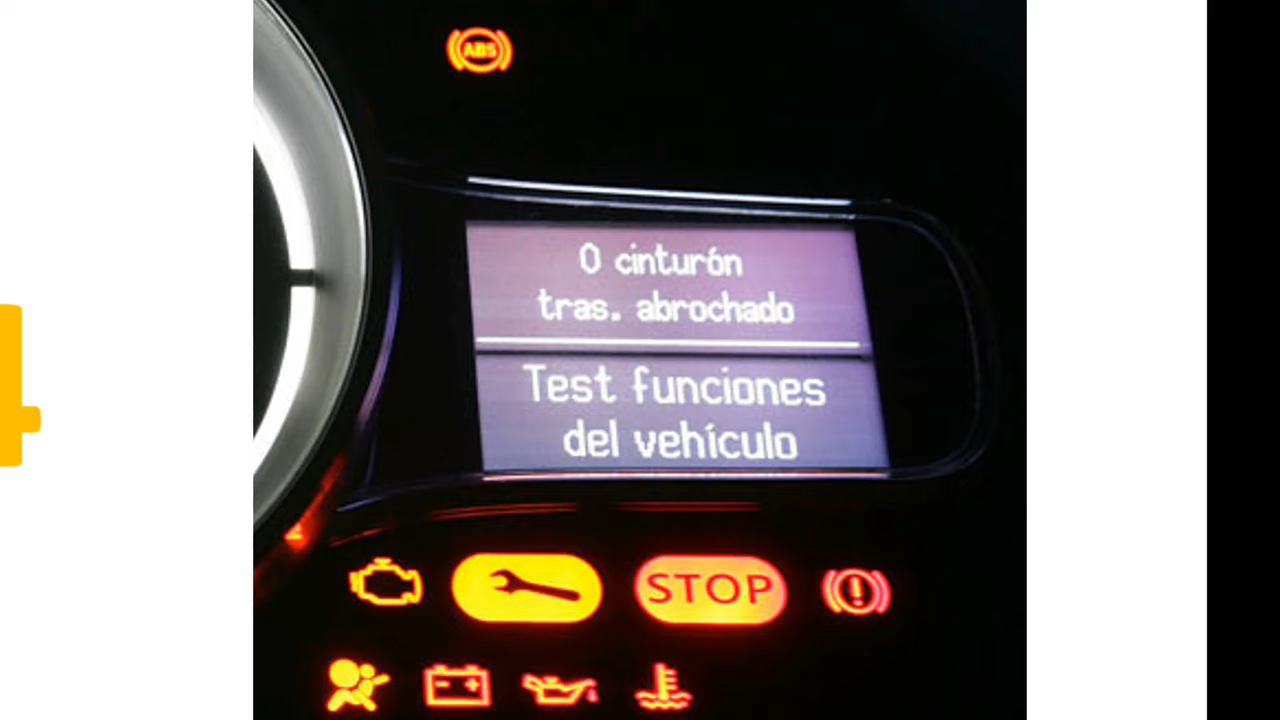 ABS
0 cinturón
tras. abrochado
Test funciones
del vehículo
STOP